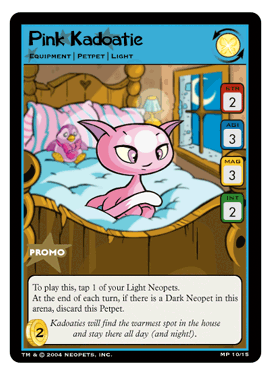 Pink Kadoatie
EQUIPMENT | PETPET | LIGHT
STR
2
AGI
3
MAG
3
INT
2
PROMO
To play this, tap 1 of your Light Neopets.
At the end of each turn, if there is a Dark Neopet in this
arena, discard this Petpet.
2
Kadoaties will find the warmest spot in the house
and stay there all day (and night!).
TM & © 2004 NEOPETS, INC.
MP 10/15